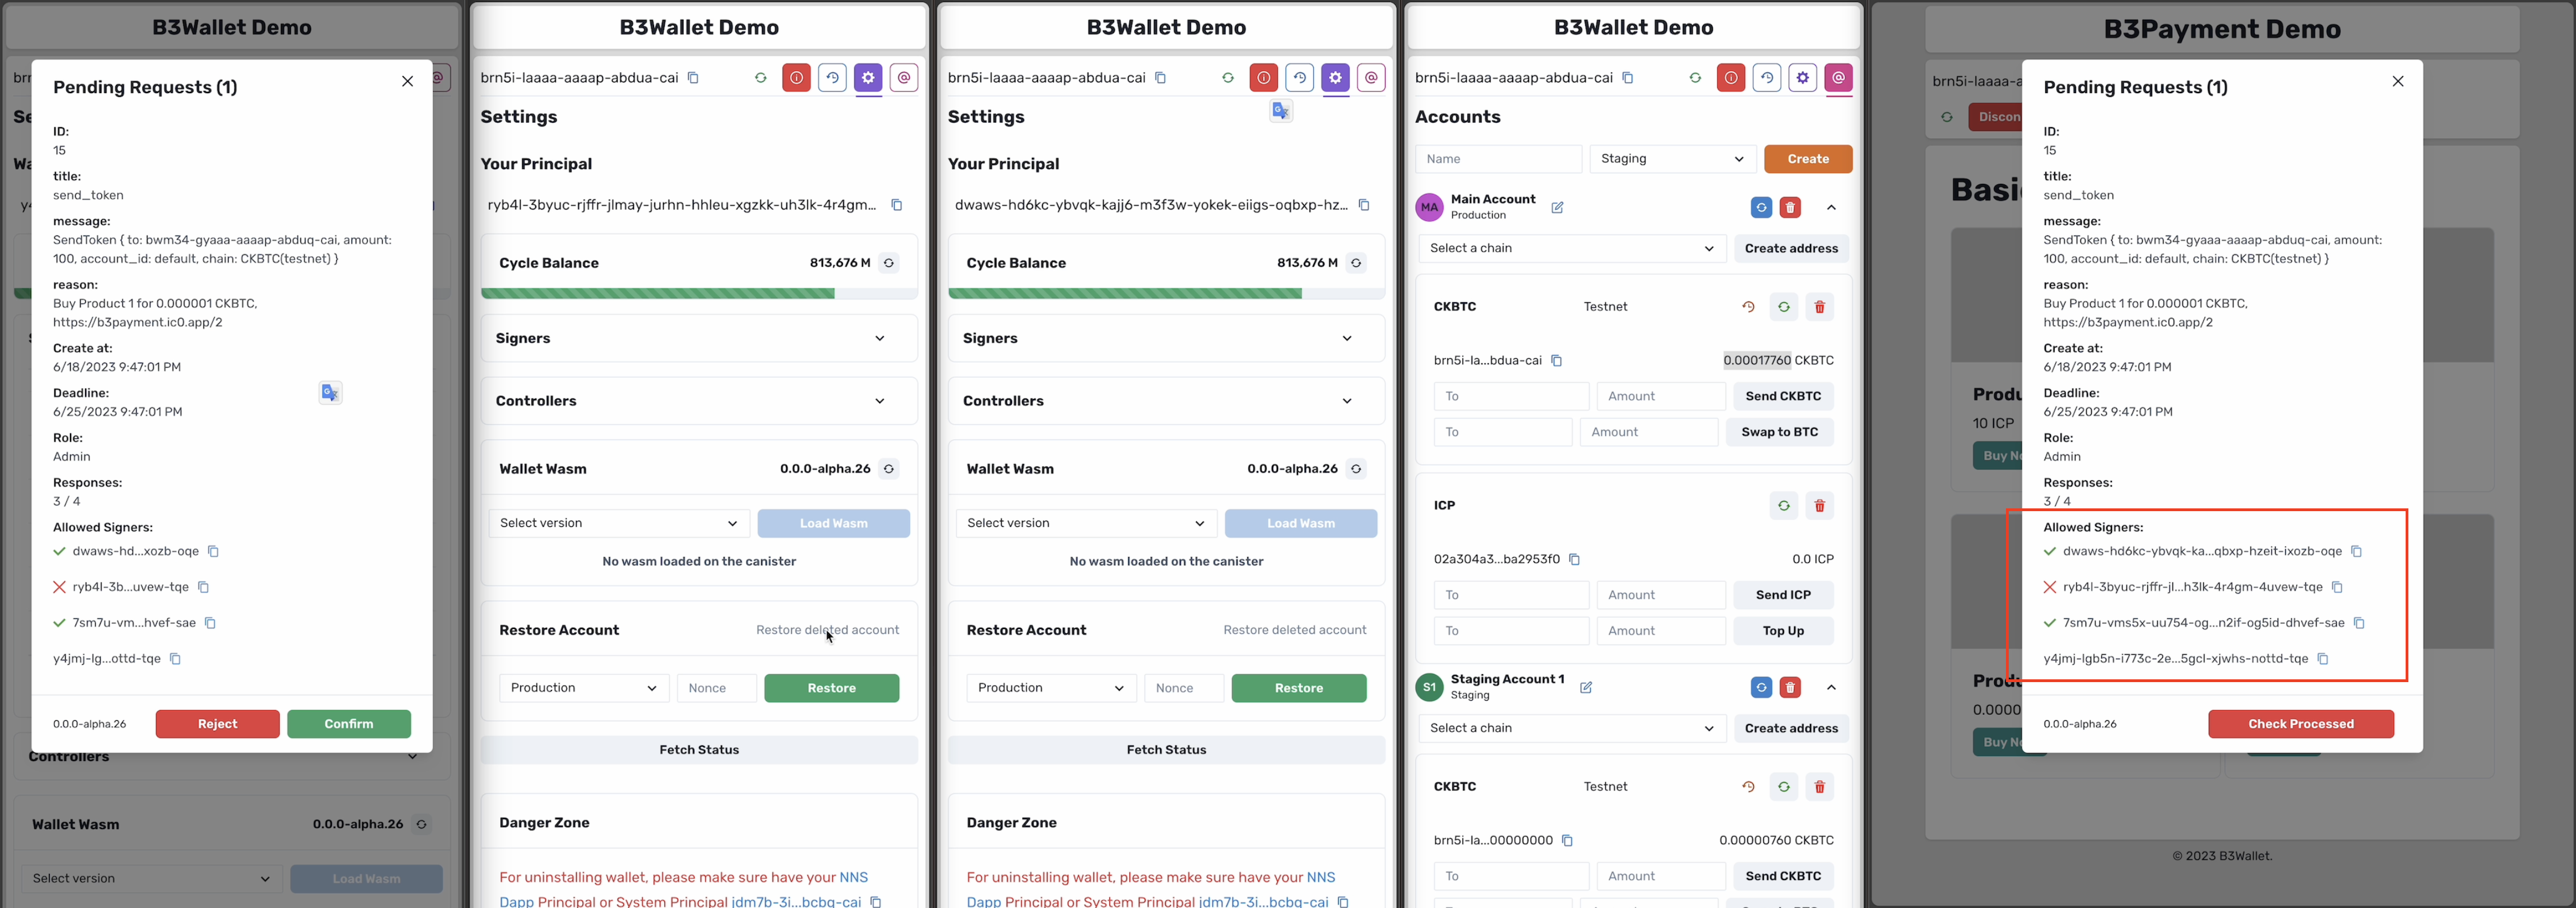 B3Wallet Demo
brn
Se
Wa
y4
Pending Requests (1)
ID:
15
title:
send_token
message:
SendToken { to: bwm34-gyaaa-aaaap-abduq-cai, amount:
100, account_id: default, chain: CKBTC(testnet) }
reason:
Buy Product 1 for 0.000001 CKBTC,
https://b3payment.ic0.app/2
Create at:
6/18/2023 9:47:01 PM
Deadline:
6/25/2023 9:47:01 PM
Role:
Admin
Responses:
3 / 4
Allowed Signers:
dwaws-hd...xozb-oqe
ryb4l-3b...uvew-tqe
7sm7u-vm...hvef-sae
y4jmj-lg...ottd-tqe
0.0.0-alpha.26
Reject
Confirm
Controllers
Wallet Wasm
0.0.0-alpha.26
Select version
Load Wasm
B3Wallet Demo
brn5i-laaaa-aaaap-abdua-cai
Settings
Your Principal
ryb4l-3byuc-rjffr-jlmay-jurhn-hhleu-xgzkk-uh3lk-4r4gm...
Cycle Balance
813,676 M
Signers
Controllers
Wallet Wasm
0.0.0-alpha.26
Select version
Load Wasm
No wasm loaded on the canister
Restore Account
Restore deleted account
Production
Nonce
Restore
Fetch Status
Danger Zone
For uninstalling wallet, please make sure have your NNS
Dapp Principal or System Principal jdm7b-3i...bcbq-cai
B3Wallet Demo
brn5i-laaaa-aaaap-abdua-cai
Settings
Your Principal
dwaws-hd6kc-ybvqk-kajj6-m3f3w-yokek-eiigs-oqbxp-hz...
Cycle Balance
813,676 M
Signers
Controllers
Wallet Wasm
0.0.0-alpha.26
Select version
Load Wasm
No wasm loaded on the canister
Restore Account
Restore deleted account
Production
Nonce
Restore
Fetch Status
Danger Zone
For uninstalling wallet, please make sure have your NNS
Dapp Principal or System Principal jdm7b-3i...bcbq-cai
B3Wallet Demo
brn5i-laaaa-aaaap-abdua-cai
Accounts
Name
Staging
Create
MA
Main Account
Production
Select a chain
Create address
CKBTC
Testnet
brn5i-la...bdua-cai
0.00017760 CKBTC
To
Amount
Send CKBTC
To
Amount
Swap to BTC
ICP
02a304a3...ba2953f0
0.0 ICP
To
Amount
Send ICP
To
Amount
Top Up
S1
Staging Account 1
Staging
Select a chain
Create address
CKBTC
Testnet
brn5i-la...00000000
0.00000760 CKBTC
To
Amount
Send CKBTC
B3Payment Demo
brn5i-laaaa-a
Discon
Basi
Produ
10 ICP
Buy N
Produ
0.0000
Buy N
Pending Requests (1)
ID:
15
title:
send_token
message:
SendToken { to: bwm34-gyaaa-aaaap-abduq-cai, amount:
100, account_id: default, chain: CKBTC(testnet) }
reason:
Buy Product 1 for 0.000001 CKBTC,
https://b3payment.ic0.app/2
Create at:
6/18/2023 9:47:01 PM
Deadline:
6/25/2023 9:47:01 PM
Role:
Admin
Responses:
3 / 4
Allowed Signers:
dwaws-hd6kc-ybvqk-ka...qbxp-hzeit-ixozb-oqe
ryb4l-3byuc-rjffr-jl...h3lk-4r4gm-4uvew-tqe
7sm7u-vms5x-uu754-og...n2if-og5id-dhvef-sae
y4jmj-lgb5n-i773c-2e...5gcl-xjwhs-nottd-tqe
0.0.0-alpha.26
Check Processed
© 2023 B3Wallet.